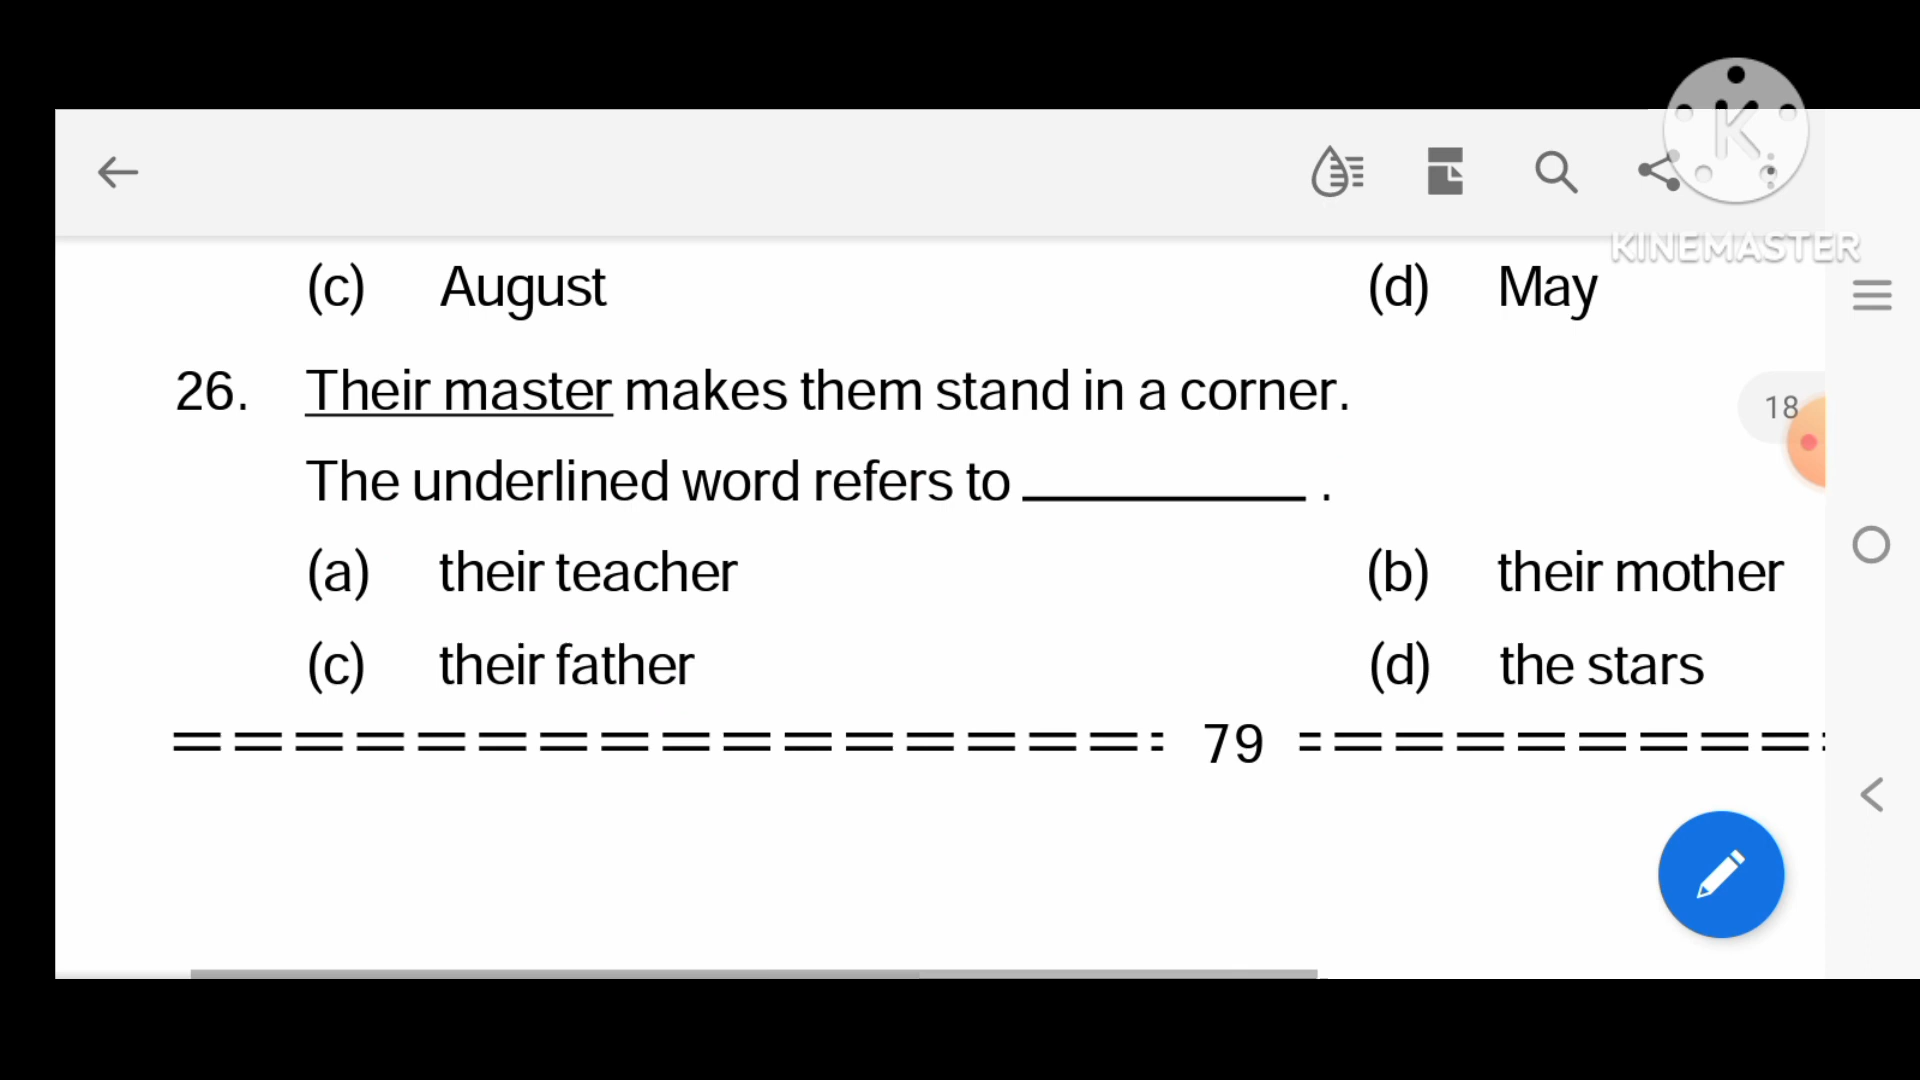 K
KINEMASTER
(c) August (d) May
26. Their master makes them stand in a corner.
18
The underlined word refers to __________ .
(a) their teacher (b) their mother
(c) their father (d) the stars
================= 79 =========